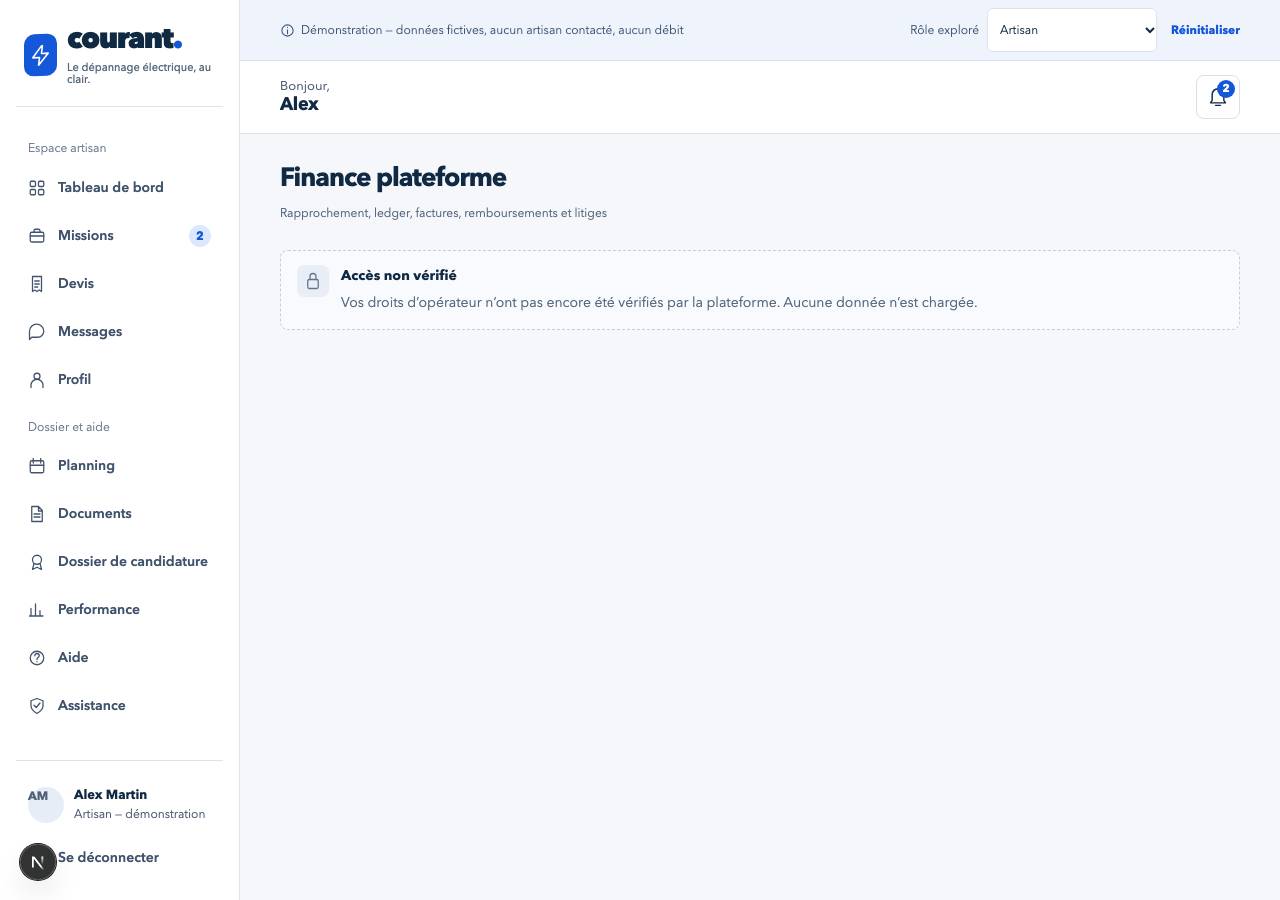 courant.
Le dépannage électrique, au
clair.
Espace artisan
Tableau de bord
Missions 2
Devis
Messages
Profil
Dossier et aide
Planning
Documents
Dossier de candidature
Performance
Aide
Assistance
AM
Alex Martin
Artisan – démonstration
N
Se déconnecter
Démonstration – données fictives, aucun artisan contacté, aucun débit
Rôle exploré
Artisan
Réinitialiser
Bonjour,
Alex
2
Finance plateforme
Rapprochement, ledger, factures, remboursements et litiges
Accès non vérifié
Vos droits d’opérateur n’ont pas encore été vérifiés par la plateforme. Aucune donnée n’est chargée.